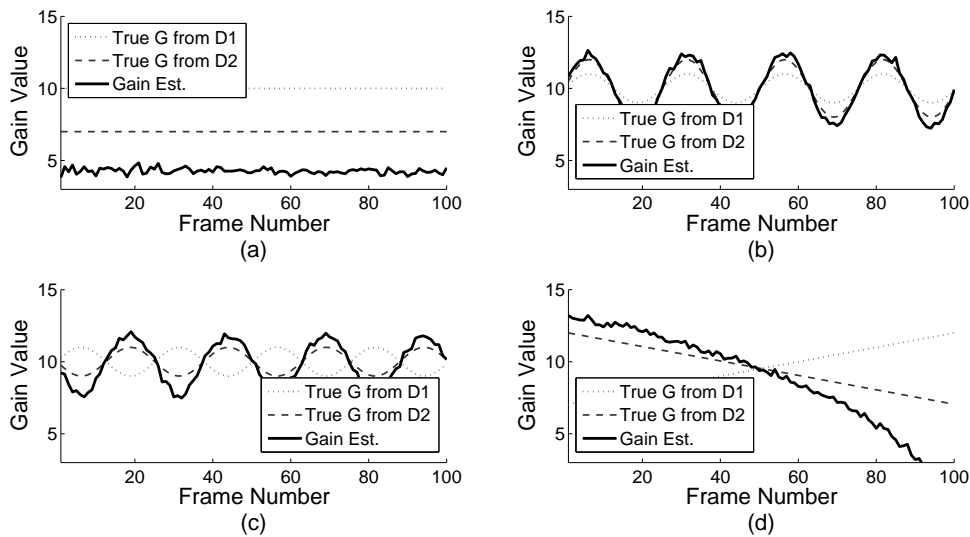 15
10
5
Gain Value
True G from D1
True G from D2
Gain Est.
20 40 60 80 100
Frame Number
(a)
15
10
5
Gain Value
True G from D1
True G from D2
Gain Est.
20 40 60 80 100
Frame Number
(b)
15
10
5
Gain Value
True G from D1
True G from D2
Gain Est.
20 40 60 80 100
Frame Number
(c)
15
10
5
Gain Value
True G from D1
True G from D2
Gain Est.
20 40 60 80 100
Frame Number
(d)